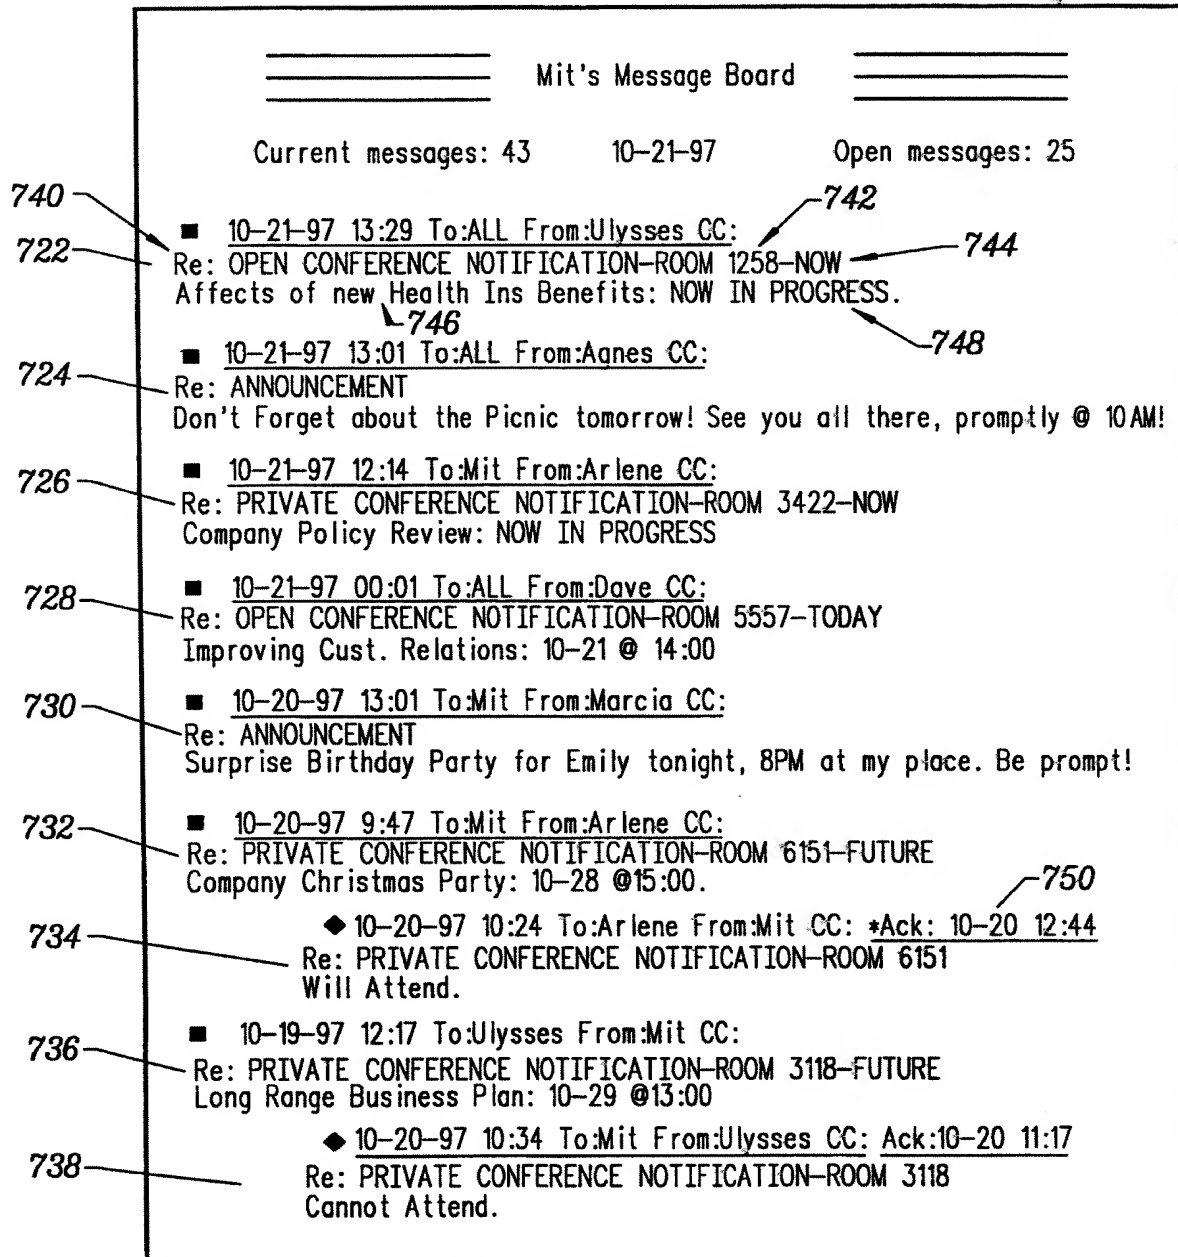 Mit's Message Board
Current messages: 43 10-21-97 Open messages: 25
740 742
■ 10-21-97 13:29 To:ALL From:Ulysses CC:
722 744
Re: OPEN CONFERENCE NOTIFICATION-ROOM 1258-NOW
Affects of new Health Ins Benefits: NOW IN PROGRESS.
746 748
■ 10-21-97 13:01 To:ALL From:Agnes CC:
724 Re: ANNOUNCEMENT
Don't Forget about the Picnic tomorrow! See you all there, promptly @ 10AM!
■ 10-21-97 12:14 To:Mit From:Arlene CC:
726 Re: PRIVATE CONFERENCE NOTIFICATION-ROOM 3422-NOW
Company Policy Review: NOW IN PROGRESS
■ 10-21-97 00:01 To:ALL From:Dave CC:
728 Re: OPEN CONFERENCE NOTIFICATION-ROOM 5557-TODAY
Improving Cust. Relations: 10-21 @ 14:00
■ 10-20-97 13:01 To:Mit From:Marcia CC:
730 Re: ANNOUNCEMENT
Surprise Birthday Party for Emily tonight, 8PM at my place. Be prompt!
■ 10-20-97 9:47 To:Mit From:Arlene CC:
732 Re: PRIVATE CONFERENCE NOTIFICATION-ROOM 6151-FUTURE
Company Christmas Party: 10-28 @15:00.
750
◆ 10-20-97 10:24 To:Arlene From:Mit CC: *Ack: 10-20 12:44
734 Re: PRIVATE CONFERENCE NOTIFICATION-ROOM 6151
Will Attend.
■ 10-19-97 12:17 To:Ulysses From:Mit CC:
736 Re: PRIVATE CONFERENCE NOTIFICATION-ROOM 3118-FUTURE
Long Range Business Plan: 10-29 @13:00
◆ 10-20-97 10:34 To:Mit From:Ulysses CC: Ack:10-20 11:17
738 Re: PRIVATE CONFERENCE NOTIFICATION-ROOM 3118
Cannot Attend.